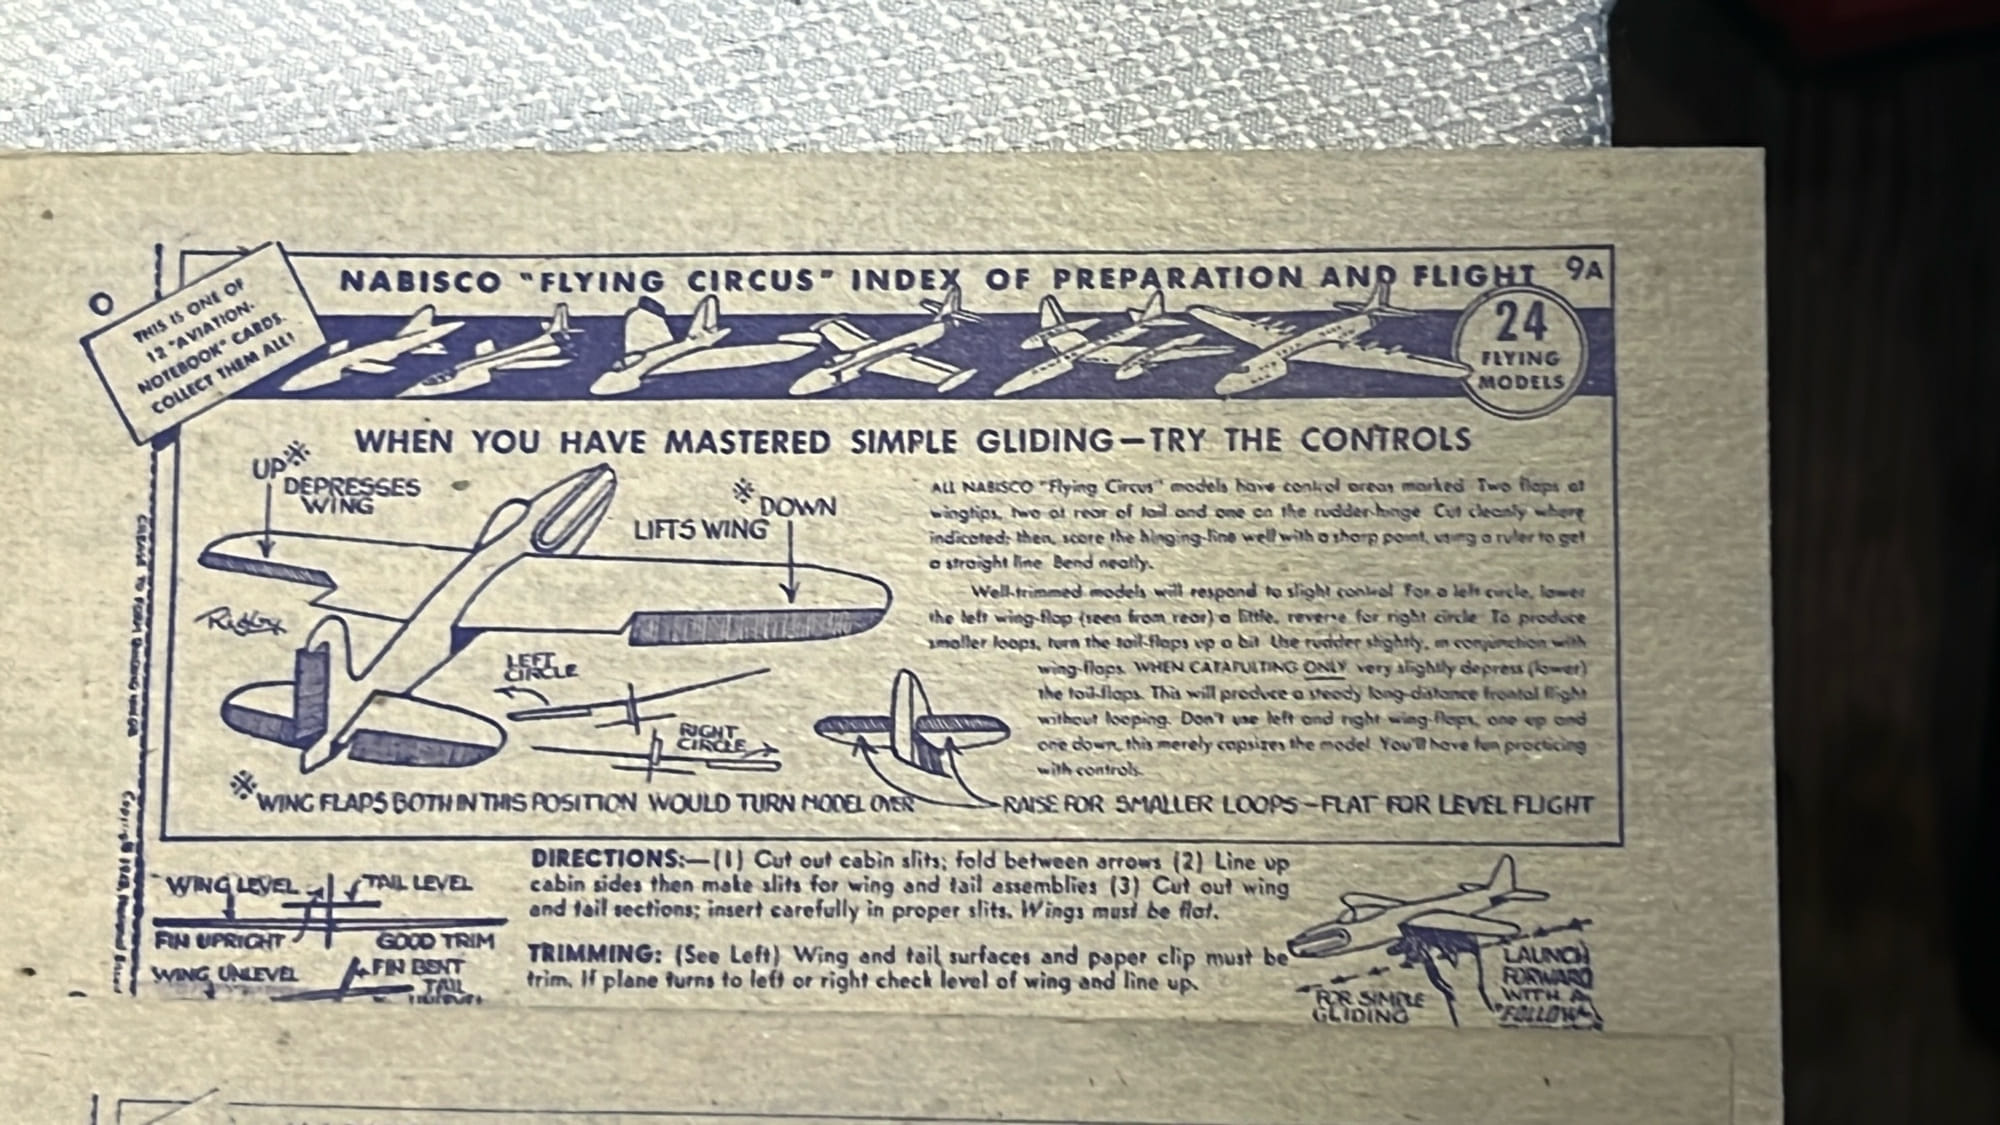 NABISCO "FLYING CIRCUS" INDEX OF PREPARATION AND FLIGHT 9A
THIS IS ONE OF
12 "AVIATION-
NOTEBOOK" CARDS.
COLLECT THEM ALL!
24
FLYING
MODELS
WHEN YOU HAVE MASTERED SIMPLE GLIDING—TRY THE CONTROLS
UP※
DEPRESSES
WING
※
DOWN
LIFTS WING
ALL NABISCO "Flying Circus" models have control areas marked. Two flaps at
wingtips, two at rear of tail and one on the rudder-hinge. Cut cleanly where
indicated; then, score the hinging-line well with a sharp point, using a ruler to get
a straight line. Bend neatly.
Well-trimmed models will respond to slight control. For a left circle, lower
the left wing-flap (seen from rear) a little, reverse for right circle. To produce
smaller loops, turn the tail-flaps up a bit. Use rudder slightly, in conjunction with
wing-flaps. WHEN CATAPULTING ONLY very slightly depress (lower)
the tail-flaps. This will produce a steady long-distance frontal flight
without looping. Don't use left and right wing-flaps, one up and
one down, this merely capsizes the model. You'll have fun practicing
with controls.
LEFT
CIRCLE
RIGHT
CIRCLE
※WING FLAPS BOTH IN THIS POSITION WOULD TURN MODEL OVER
RAISE FOR SMALLER LOOPS–FLAT FOR LEVEL FLIGHT
DIRECTIONS:—(1) Cut out cabin slits; fold between arrows (2) Line up
cabin sides then make slits for wing and tail assemblies (3) Cut out wing
and tail sections; insert carefully in proper slits. Wings must be flat.
TRIMMING: (See Left) Wing and tail surfaces and paper clip must be
trim. If plane turns to left or right check level of wing and line up.
WING LEVEL
TAIL LEVEL
FIN UPRIGHT
GOOD TRIM
WING UNLEVEL
FIN BENT
TAIL
FOR SIMPLE
GLIDING
LAUNCH
FORWARD
WITH A
"FOLLOW